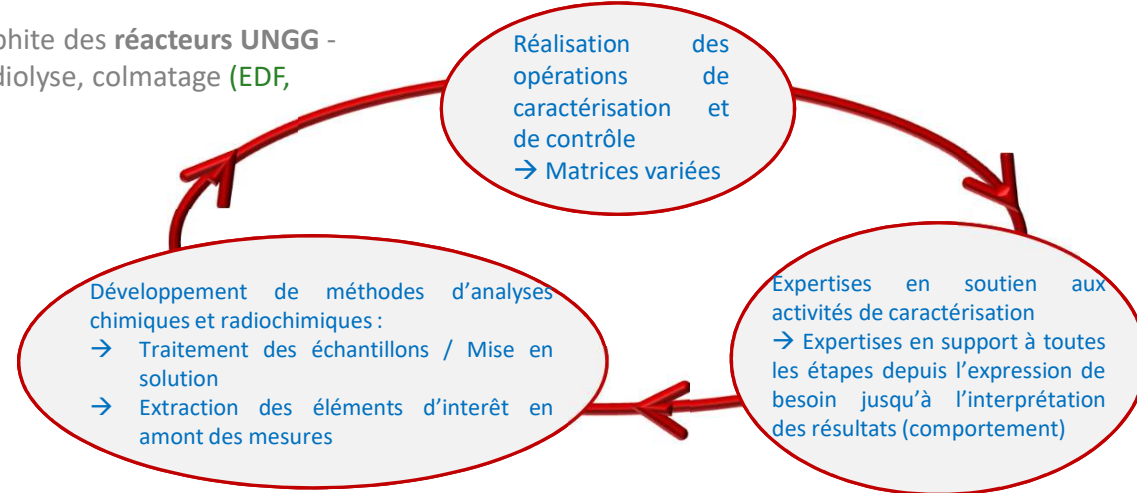 phite des réacteurs UNGG -
diolyse, colmatage (EDF,
Réalisation des
opérations de
caractérisation et
de contrôle
→ Matrices variées
Développement de méthodes d'analyses
chimiques et radiochimiques :
→ Traitement des échantillons / Mise en
solution
→ Extraction des éléments d'interêt en
amont des mesures
Expertises en soutien aux
activités de caractérisation
→ Expertises en support à toutes
les étapes depuis l'expression de
besoin jusqu'à l'interprétation
des résultats (comportement)